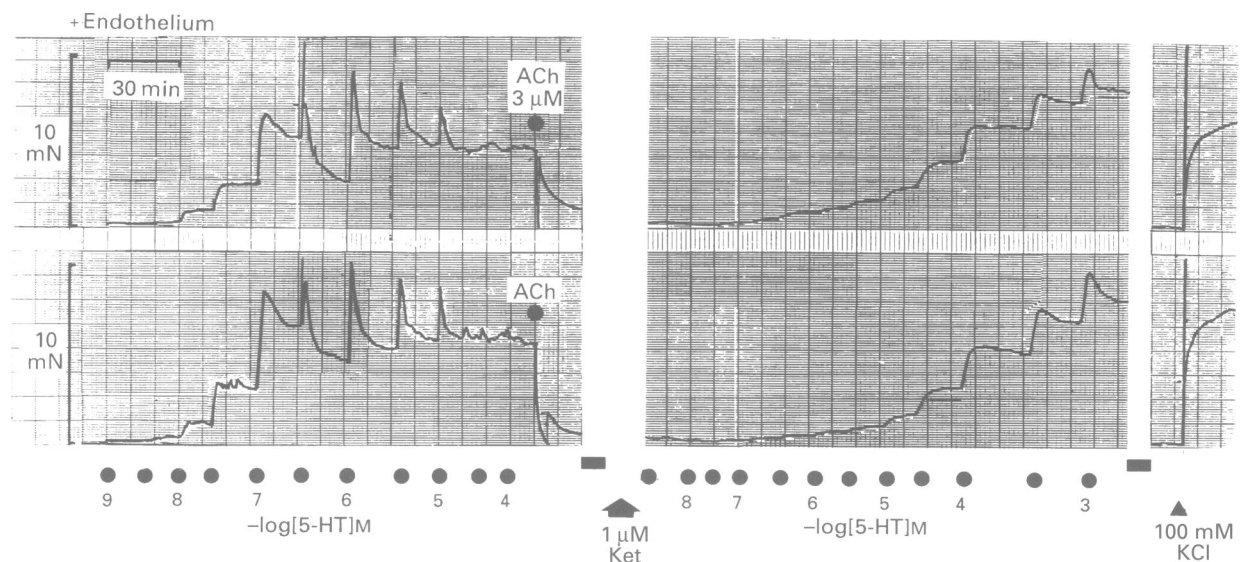 + Endothelium
30 min
10
mN
ACh
3 µM
10
mN
ACh
9 8 7 6 5 4
–log[5-HT]M
1 µM
Ket
8 7 6 5 4 3
–log[5-HT]M
100 mM
KCl